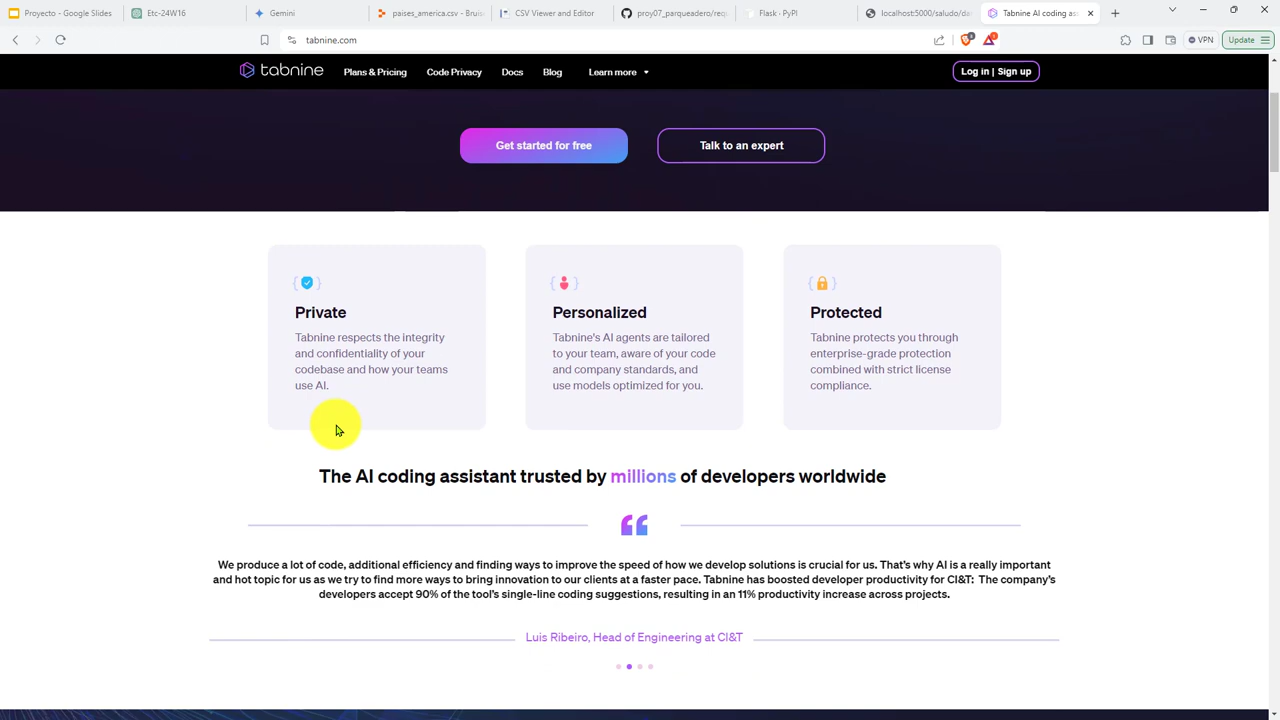 Proyecto - Google Slides
Etc-24W16
Gemini
paises_america.csv - Bruis
CSV Viewer and Editor
proy07_parqueadero/requ
Flask · PyPI
localhost:5000/saludo/da
Tabnine AI coding ass
tabnine.com
VPN
Update
tabnine
Plans & Pricing
Code Privacy
Docs
Blog
Learn more
Log in | Sign up
Get started for free
Talk to an expert
Private
Tabnine respects the integrity
and confidentiality of your
codebase and how your teams
use AI.
Personalized
Tabnine's AI agents are tailored
to your team, aware of your code
and company standards, and
use models optimized for you.
Protected
Tabnine protects you through
enterprise-grade protection
combined with strict license
compliance.
The AI coding assistant trusted by millions of developers worldwide
We produce a lot of code, additional efficiency and finding ways to improve the speed of how we develop solutions is crucial for us. That's why AI is a really important
and hot topic for us as we try to find more ways to bring innovation to our clients at a faster pace. Tabnine has boosted developer productivity for CI&T: The company's
developers accept 90% of the tool's single-line coding suggestions, resulting in an 11% productivity increase across projects.
Luis Ribeiro, Head of Engineering at CI&T